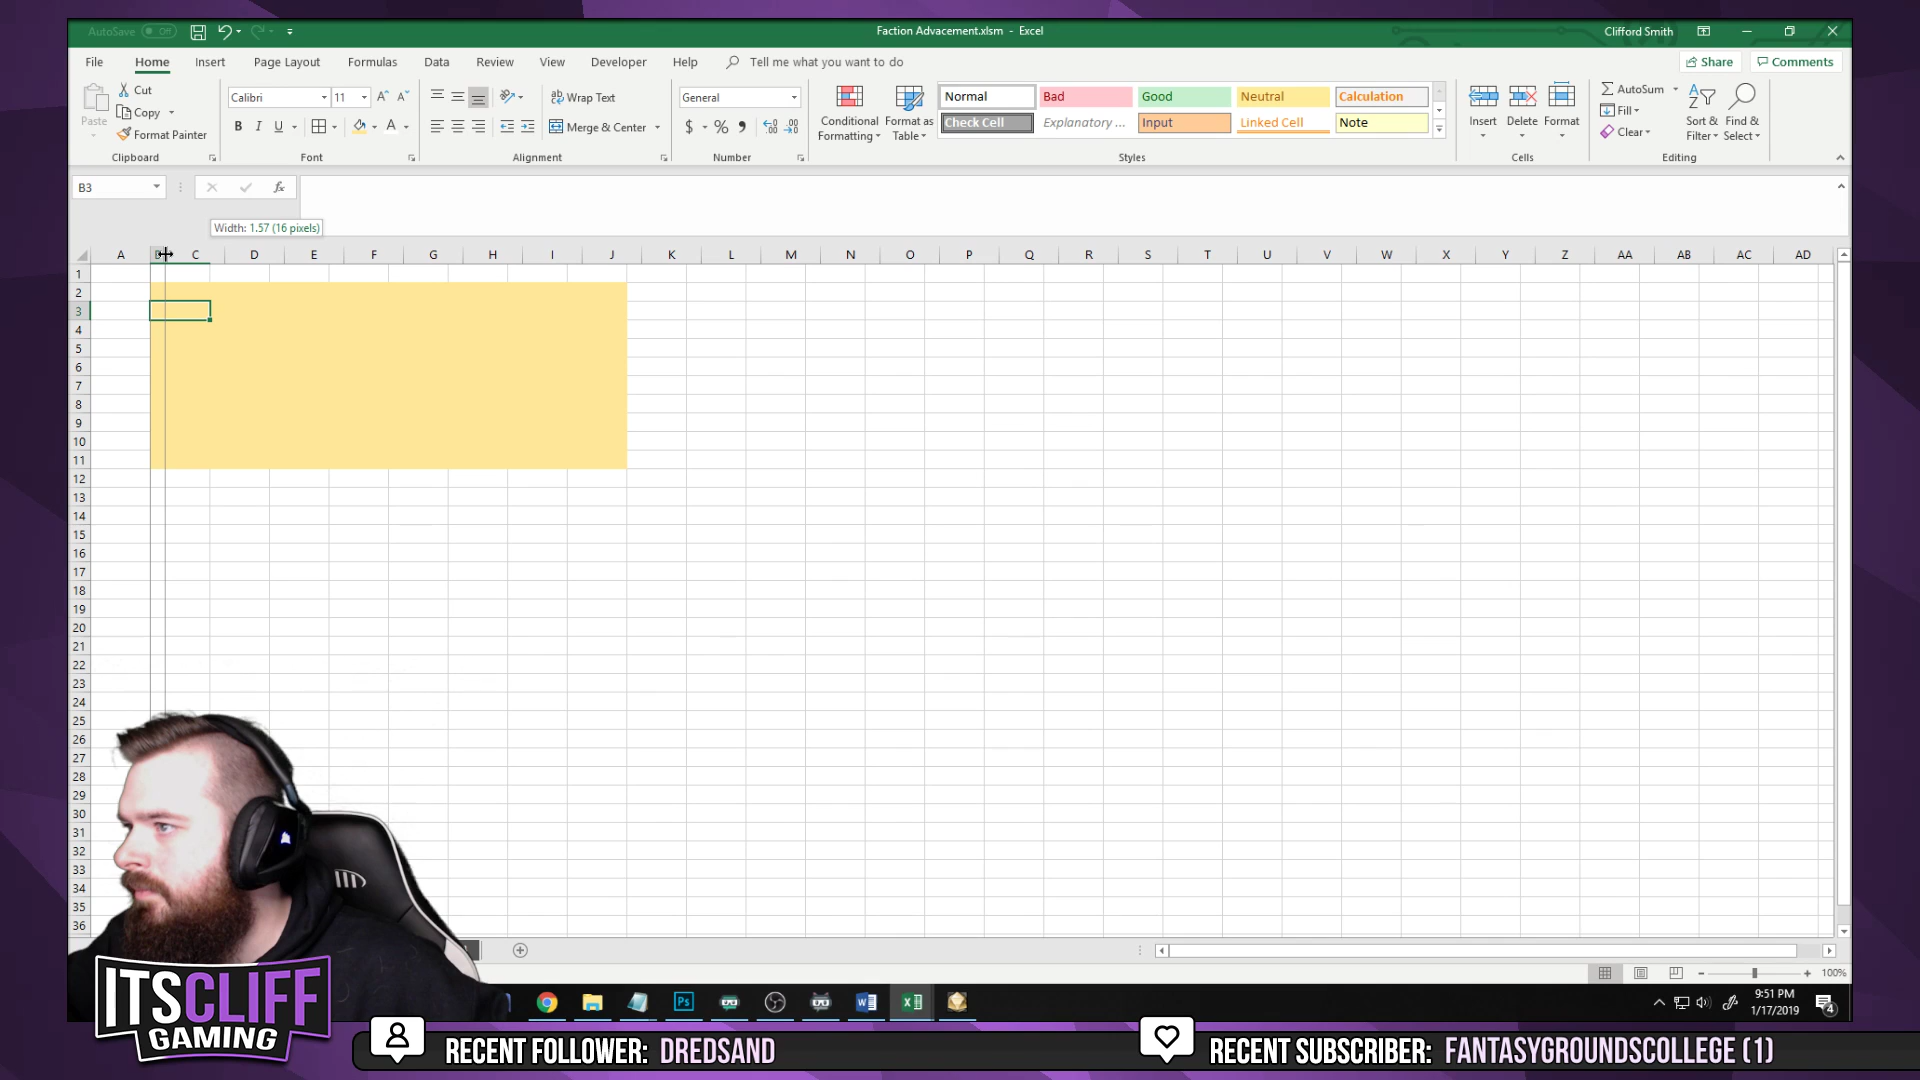 AutoSave Off
Faction Advacement.xlsm - Excel
Clifford Smith
File Home Insert Page Layout Formulas Data Review View Developer Help Tell me what you want to do
Share Comments
Paste
Cut
Copy
Format Painter
Clipboard
Calibri 11
B I U A
Font
Wrap Text
Merge & Center
Alignment
General
$ % ,
Number
Conditional Formatting
Format as Table
Normal Bad Good Neutral Calculation
Check Cell Explanatory ... Input Linked Cell Note
Styles
Insert Delete Format
Cells
AutoSum
Fill
Clear
Sort & Filter
Find & Select
Editing
B3
fx
Width: 1.57 (16 pixels)
A C D E F G H I J K L M N O P Q R S T U V W X Y Z AA AB AC AD
1
2
3
4
5
6
7
8
9
10
11
12
13
14
15
16
17
18
19
20
21
22
23
24
25
26
27
28
29
30
31
32
33
34
35
36
100%
Ps
9:51 PM
1/17/2019
4
ITSCLIFF
GAMING
RECENT FOLLOWER: DREDSAND
RECENT SUBSCRIBER: FANTASYGROUNDSCOLLEGE (1)